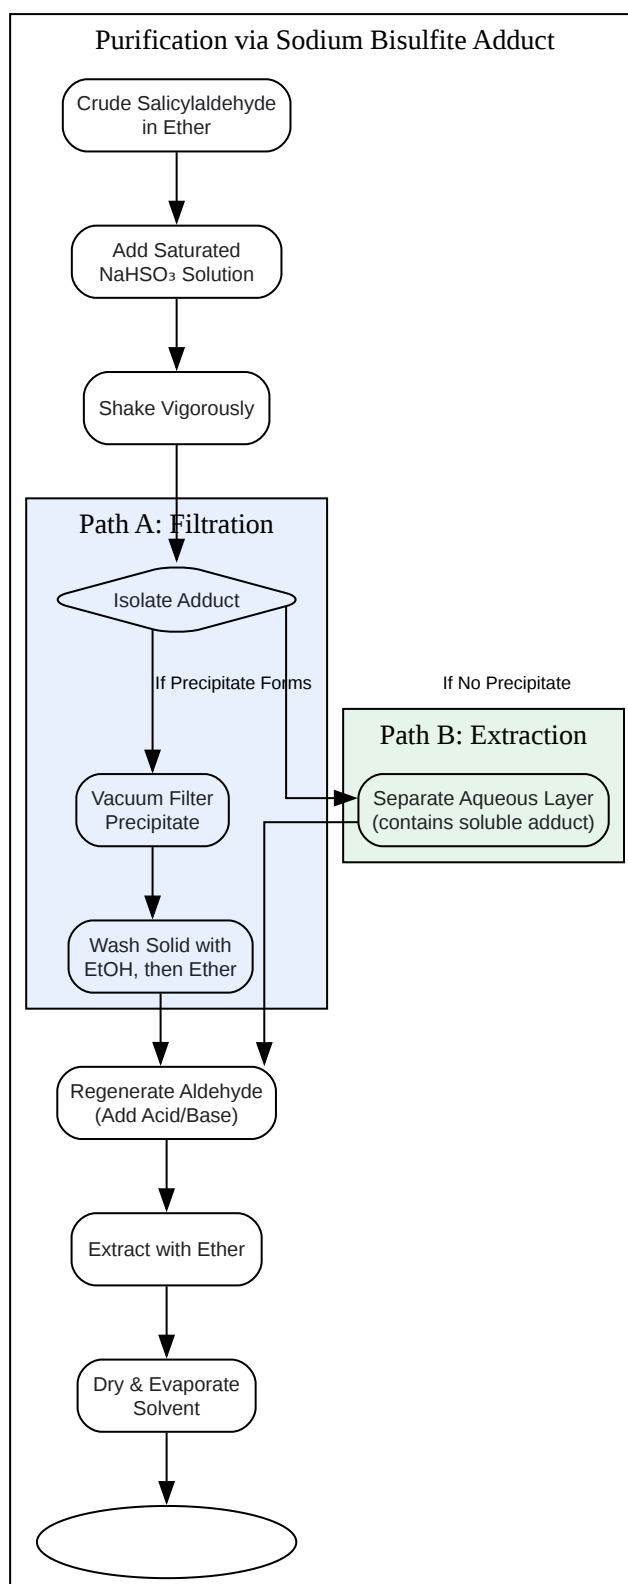 Purification via Sodium Bisulfite Adduct
Crude Salicylaldehyde
in Ether
Add Saturated
NaHSO₃ Solution
Shake Vigorously
Path A: Filtration
Isolate Adduct
If Precipitate Forms
If No Precipitate
Path B: Extraction
Vacuum Filter
Precipitate
Separate Aqueous Layer
(contains soluble adduct)
Wash Solid with
EtOH, then Ether
Regenerate Aldehyde
(Add Acid/Base)
Extract with Ether
Dry & Evaporate
Solvent